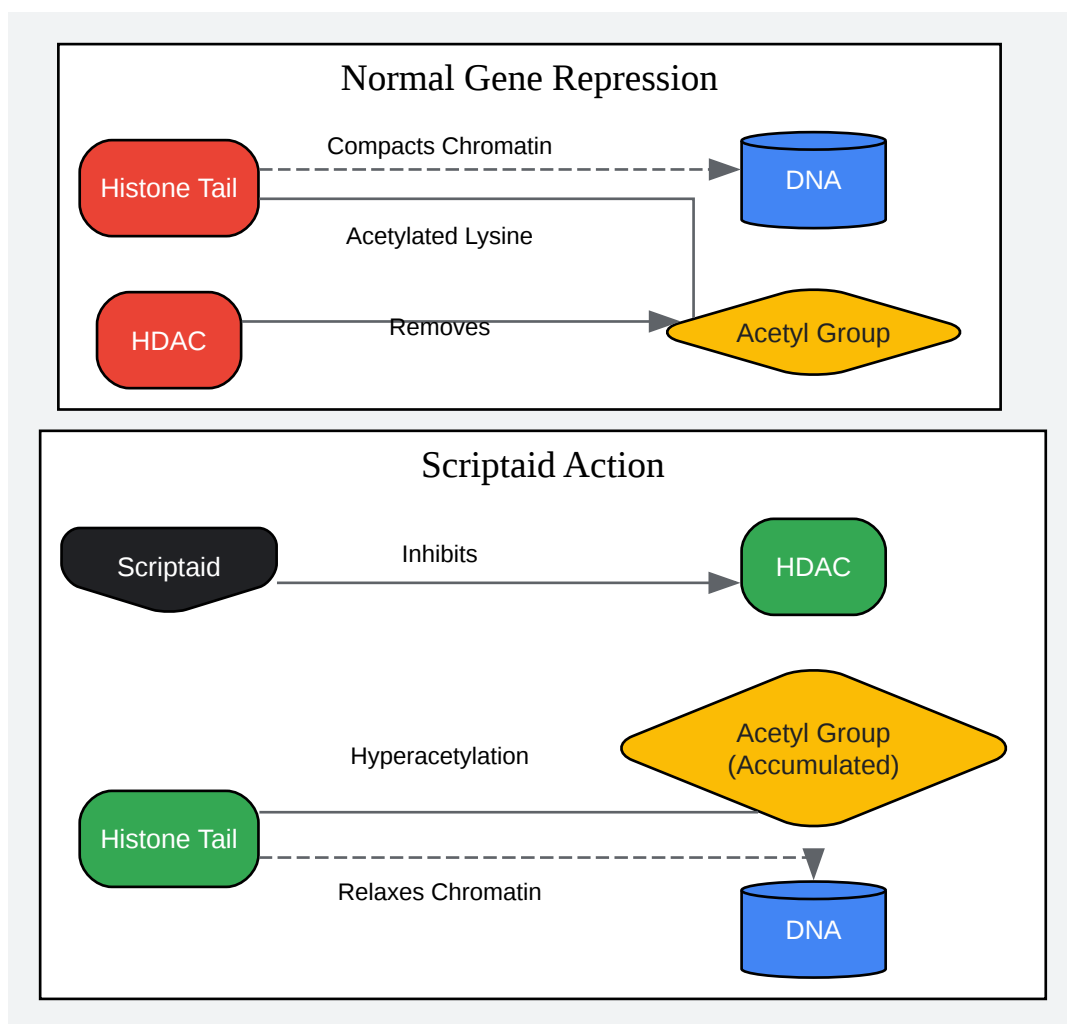 Normal Gene Repression
Compacts Chromatin
Histone Tail
DNA
Acetylated Lysine
Removes
HDAC
Acetyl Group
Scriptaid Action
Inhibits
Scriptaid
HDAC
Acetyl Group
(Accumulated)
Hyperacetylation
Histone Tail
Relaxes Chromatin
DNA